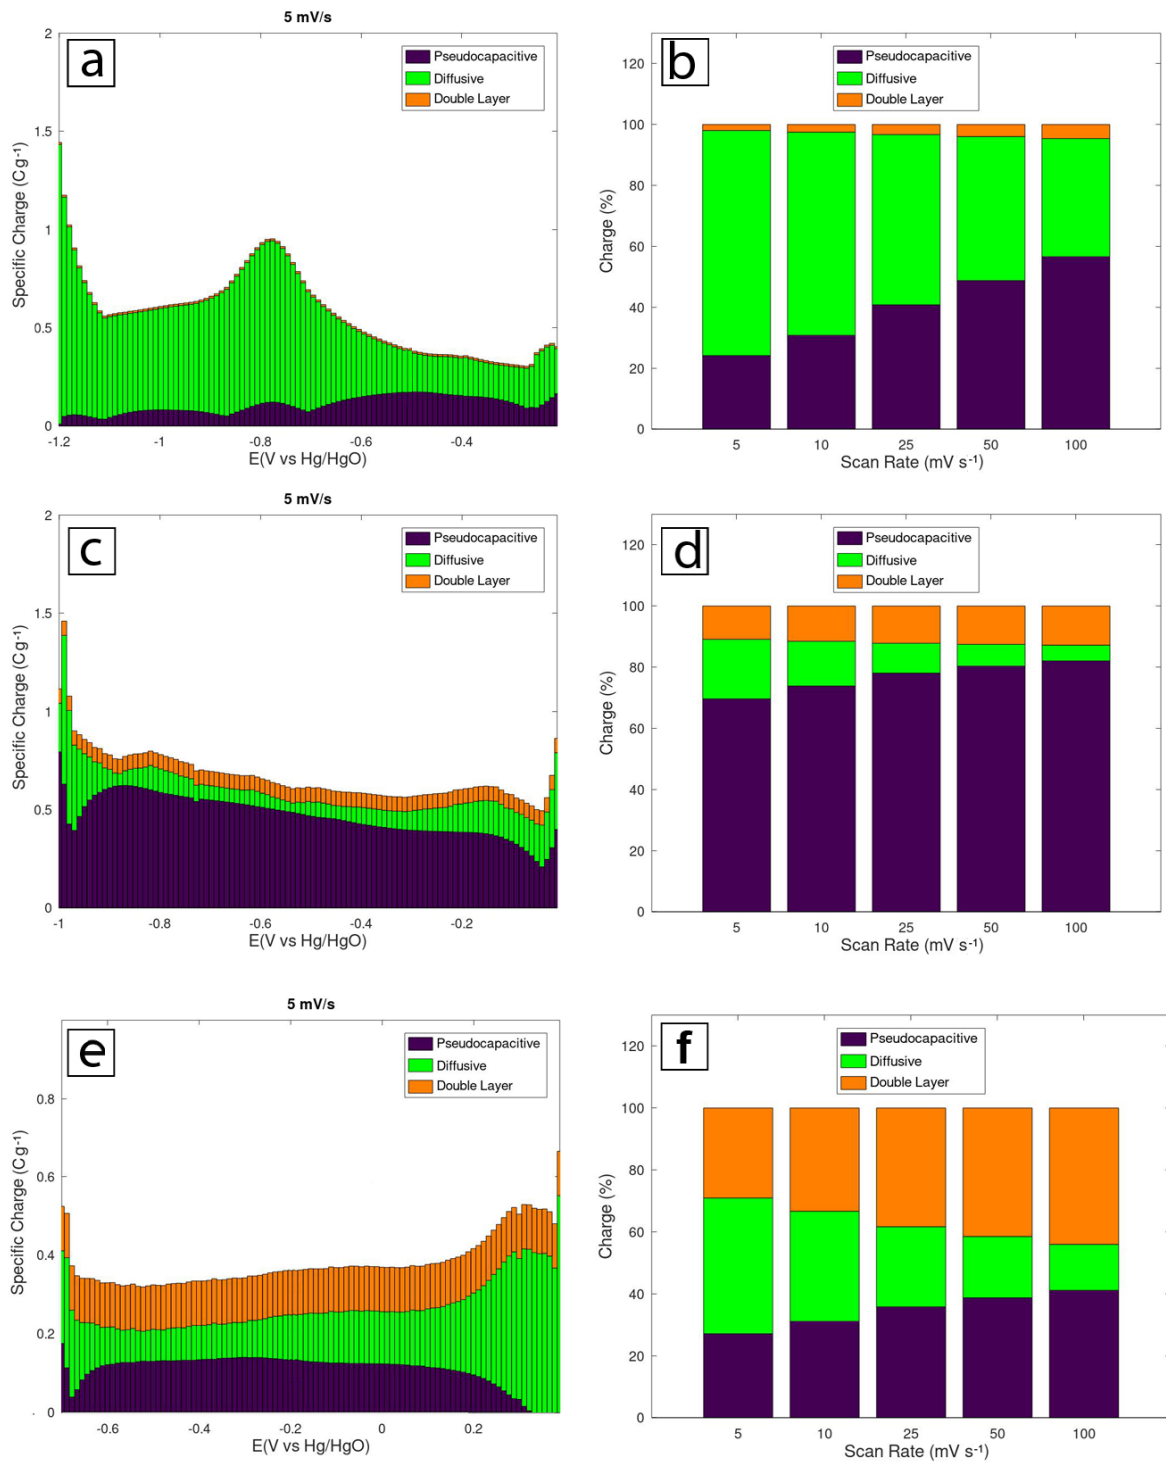 5 mV/s
a
Pseudocapacitive
Diffusive
Double Layer
2
1.5
1
0.5
0
Specific Charge (C g-1)
-1.2 -1 -0.8 -0.6 -0.4
E(V vs Hg/HgO)
b
Pseudocapacitive
Diffusive
Double Layer
120
100
80
60
40
20
0
Charge (%)
5 10 25 50 100
Scan Rate (mV s-1)
5 mV/s
c
Pseudocapacitive
Diffusive
Double Layer
2
1.5
1
0.5
0
Specific Charge (C g-1)
-1 -0.8 -0.6 -0.4 -0.2
E(V vs Hg/HgO)
d
Pseudocapacitive
Diffusive
Double Layer
120
100
80
60
40
20
0
Charge (%)
5 10 25 50 100
Scan Rate (mV s-1)
5 mV/s
e
Pseudocapacitive
Diffusive
Double Layer
0.8
0.6
0.4
0.2
0
Specific Charge (C g-1)
-0.6 -0.4 -0.2 0 0.2
E(V vs Hg/HgO)
f
Pseudocapacitive
Diffusive
Double Layer
120
100
80
60
40
20
0
Charge (%)
5 10 25 50 100
Scan Rate (mV s-1)